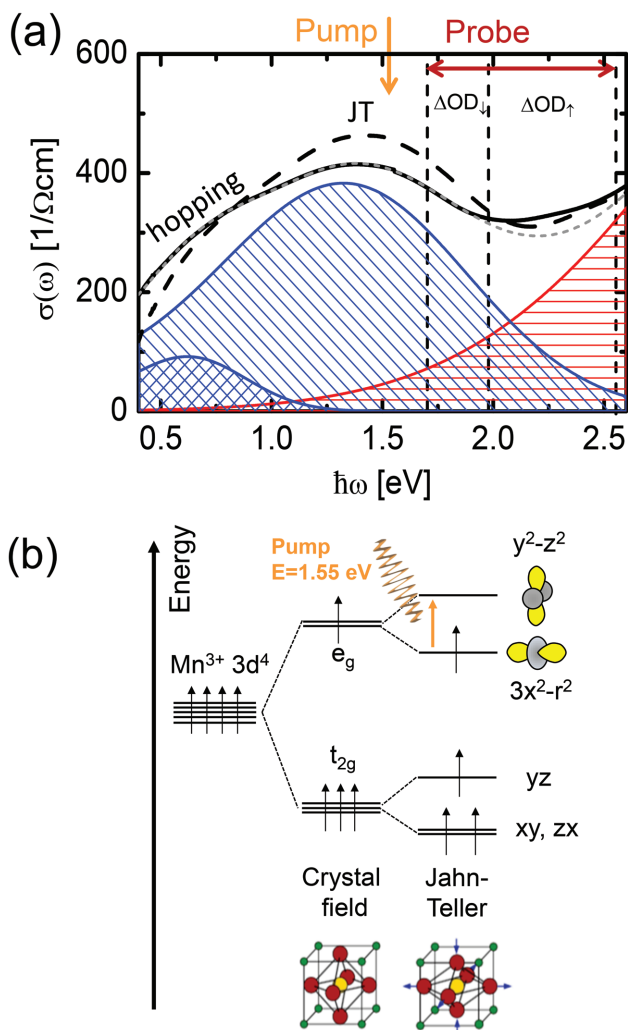 (a)
Pump
Probe
600
400
200
0
σ(ω) [1/Ωcm]
hopping
JT
ΔOD↓
ΔOD↑
0.5
1.0
1.5
2.0
2.5
ħω [eV]
(b)
Energy
Pump
E=1.55 eV
y²-z²
Mn³⁺ 3d⁴
e_g
3x²-r²
t_2g
yz
xy, zx
Crystal
field
Jahn-
Teller